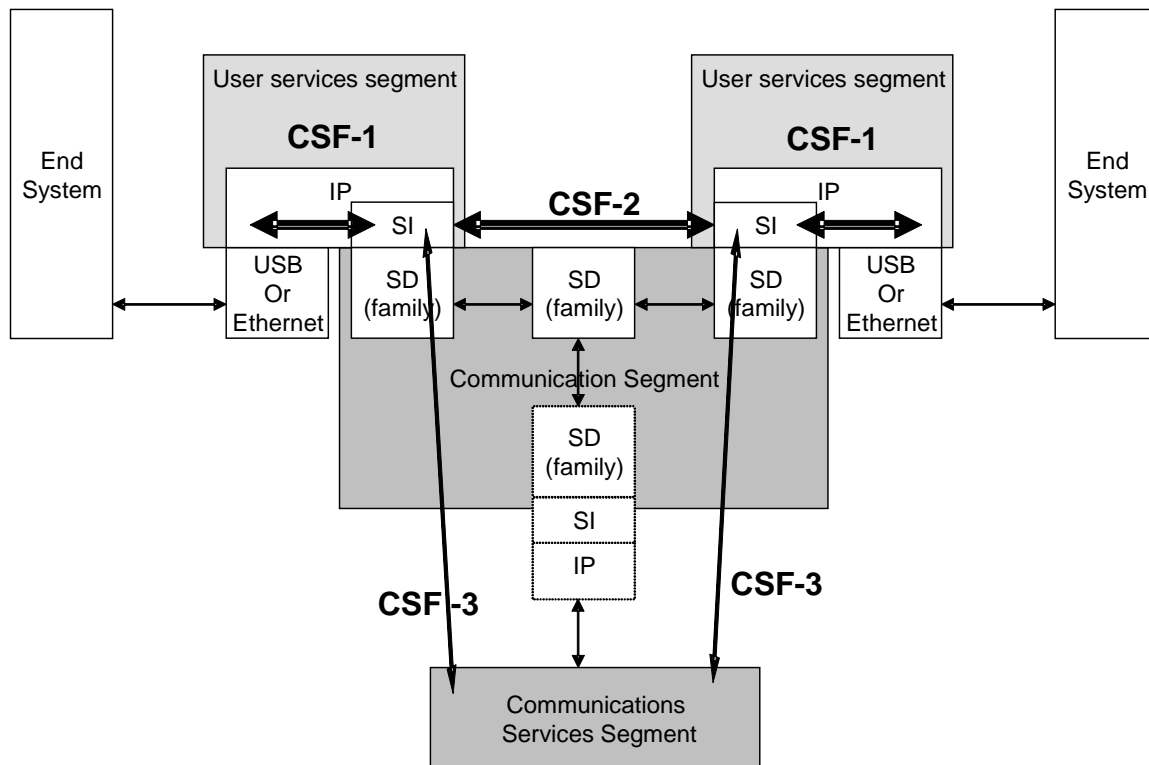 User services segment
User services segment
CSF-1
CSF-1
End
System
End
System
IP
IP
CSF-2
SI
SI
USB
Or
Ethernet
SD
(family)
SD
(family)
SD
(family)
USB
Or
Ethernet
Communication Segment
SD
(family)
SI
IP
CSF -3
CSF-3
Communications
Services Segment